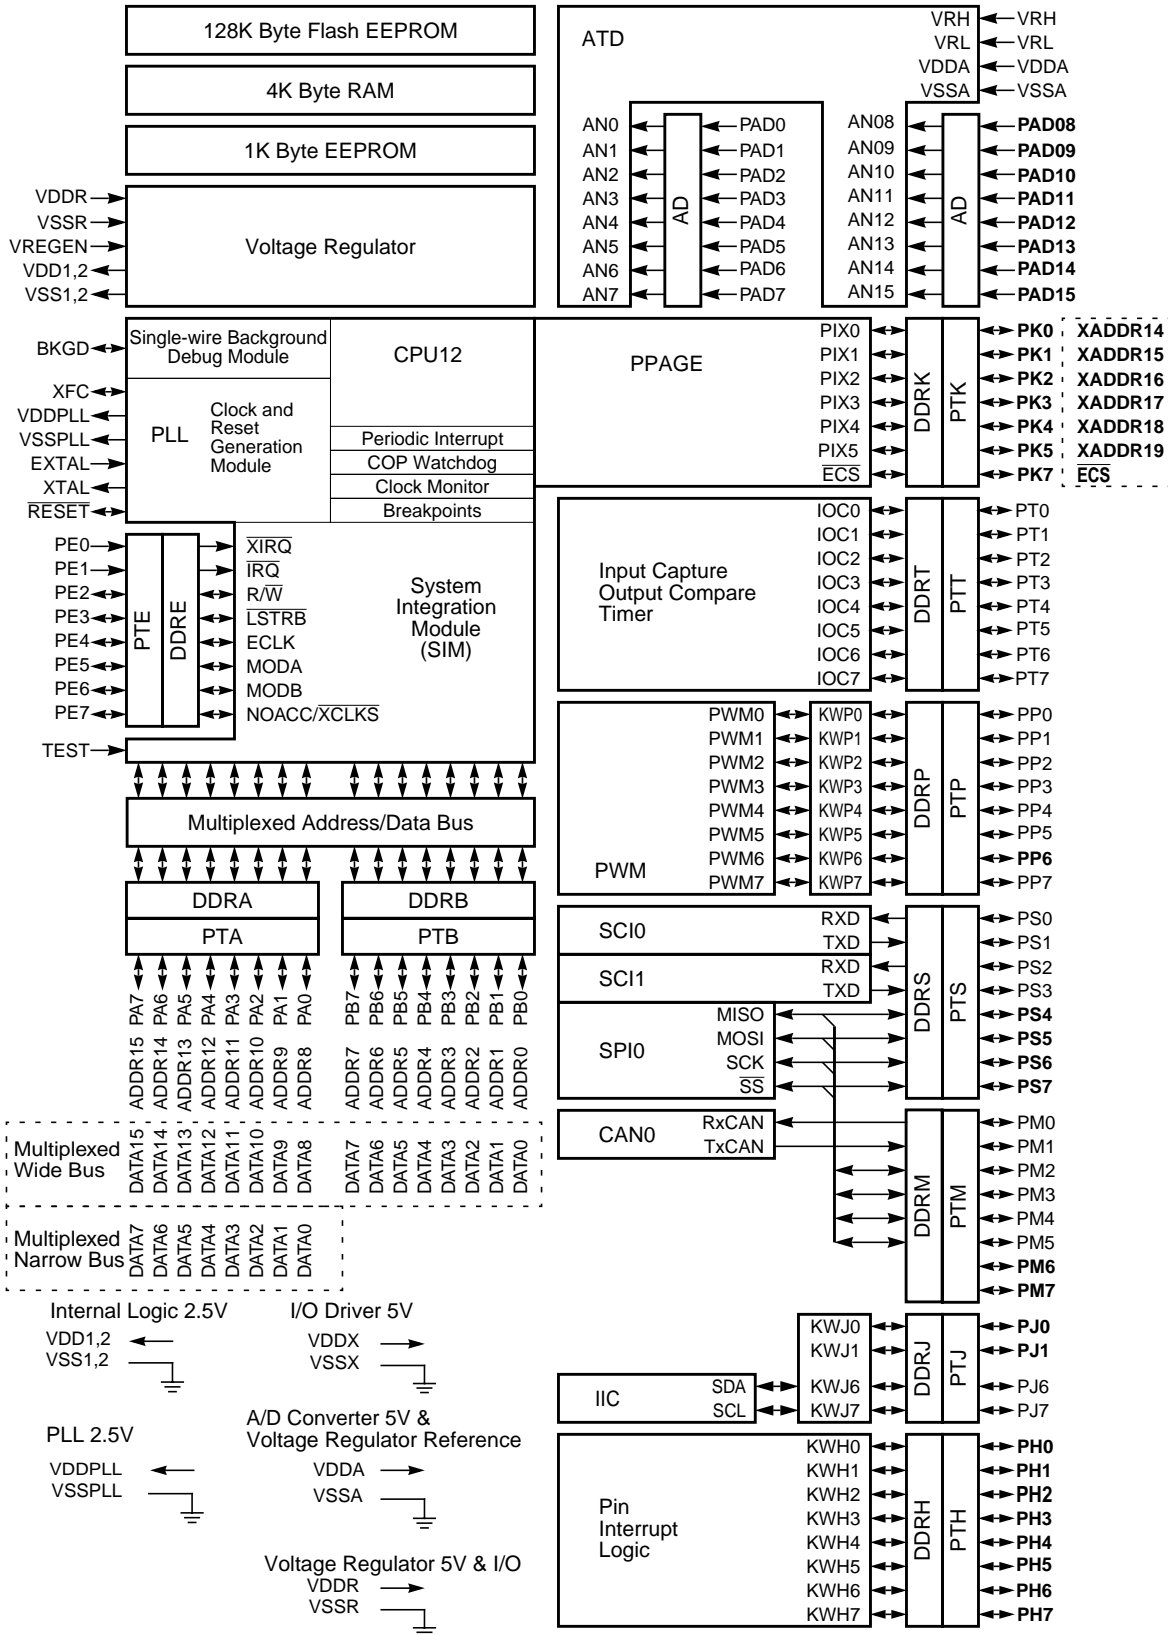 128K Byte Flash EEPROM
4K Byte RAM
1K Byte EEPROM
VDDR
VSSR
VREGEN
VDD1,2
VSS1,2
Voltage Regulator
ATD
VRH VRH
VRL VRL
VDDA VDDA
VSSA VSSA
AN0 PAD0
AN1 PAD1
AN2 PAD2
AN3 PAD3
AN4 PAD4
AN5 PAD5
AN6 PAD6
AN7 PAD7
AD
AN08 PAD08
AN09 PAD09
AN10 PAD10
AN11 PAD11
AN12 PAD12
AN13 PAD13
AN14 PAD14
AN15 PAD15
AD
BKGD
XFC
VDDPLL
VSSPLL
EXTAL
XTAL
RESET
Single-wire Background
Debug Module
CPU12
PLL
Clock and
Reset
Generation
Module
Periodic Interrupt
COP Watchdog
Clock Monitor
Breakpoints
PPAGE
PIX0 PK0 XADDR14
PIX1 PK1 XADDR15
PIX2 PK2 XADDR16
PIX3 PK3 XADDR17
PIX4 PK4 XADDR18
PIX5 PK5 XADDR19
ECS PK7 ECS
DDRK
PTK
PE0 XIRQ
PE1 IRQ
PE2 R/W
PE3 LSTRB
PE4 ECLK
PE5 MODA
PE6 MODB
PE7 NOACC/XCLKS
PTE
DDRE
TEST
System
Integration
Module
(SIM)
Input Capture
Output Compare
Timer
IOC0 PT0
IOC1 PT1
IOC2 PT2
IOC3 PT3
IOC4 PT4
IOC5 PT5
IOC6 PT6
IOC7 PT7
DDRT
PTT
PWM
PWM0 KWP0 PP0
PWM1 KWP1 PP1
PWM2 KWP2 PP2
PWM3 KWP3 PP3
PWM4 KWP4 PP4
PWM5 KWP5 PP5
PWM6 KWP6 PP6
PWM7 KWP7 PP7
DDRP
PTP
Multiplexed Address/Data Bus
DDRA
PTA
DDRB
PTB
PA7 PA6 PA5 PA4 PA3 PA2 PA1 PA0 PB7 PB6 PB5 PB4 PB3 PB2 PB1 PB0
ADDR15 ADDR14 ADDR13 ADDR12 ADDR11 ADDR10 ADDR9 ADDR8 ADDR7 ADDR6 ADDR5 ADDR4 ADDR3 ADDR2 ADDR1 ADDR0
Multiplexed
Wide Bus
DATA15 DATA14 DATA13 DATA12 DATA11 DATA10 DATA9 DATA8 DATA7 DATA6 DATA5 DATA4 DATA3 DATA2 DATA1 DATA0
Multiplexed
Narrow Bus
DATA7 DATA6 DATA5 DATA4 DATA3 DATA2 DATA1 DATA0
SCI0
RXD PS0
TXD PS1
SCI1
RXD PS2
TXD PS3
SPI0
MISO PS4
MOSI PS5
SCK PS6
SS PS7
DDRS
PTS
CAN0
RxCAN PM0
TxCAN PM1
PM2
PM3
PM4
PM5
PM6
PM7
DDRM
PTM
KWJ0 PJ0
KWJ1 PJ1
IIC
SDA KWJ6 PJ6
SCL KWJ7 PJ7
DDRJ
PTJ
Pin
Interrupt
Logic
KWH0 PH0
KWH1 PH1
KWH2 PH2
KWH3 PH3
KWH4 PH4
KWH5 PH5
KWH6 PH6
KWH7 PH7
DDRH
PTH
Internal Logic 2.5V
VDD1,2
VSS1,2
I/O Driver 5V
VDDX
VSSX
PLL 2.5V
VDDPLL
VSSPLL
A/D Converter 5V &
Voltage Regulator Reference
VDDA
VSSA
Voltage Regulator 5V & I/O
VDDR
VSSR